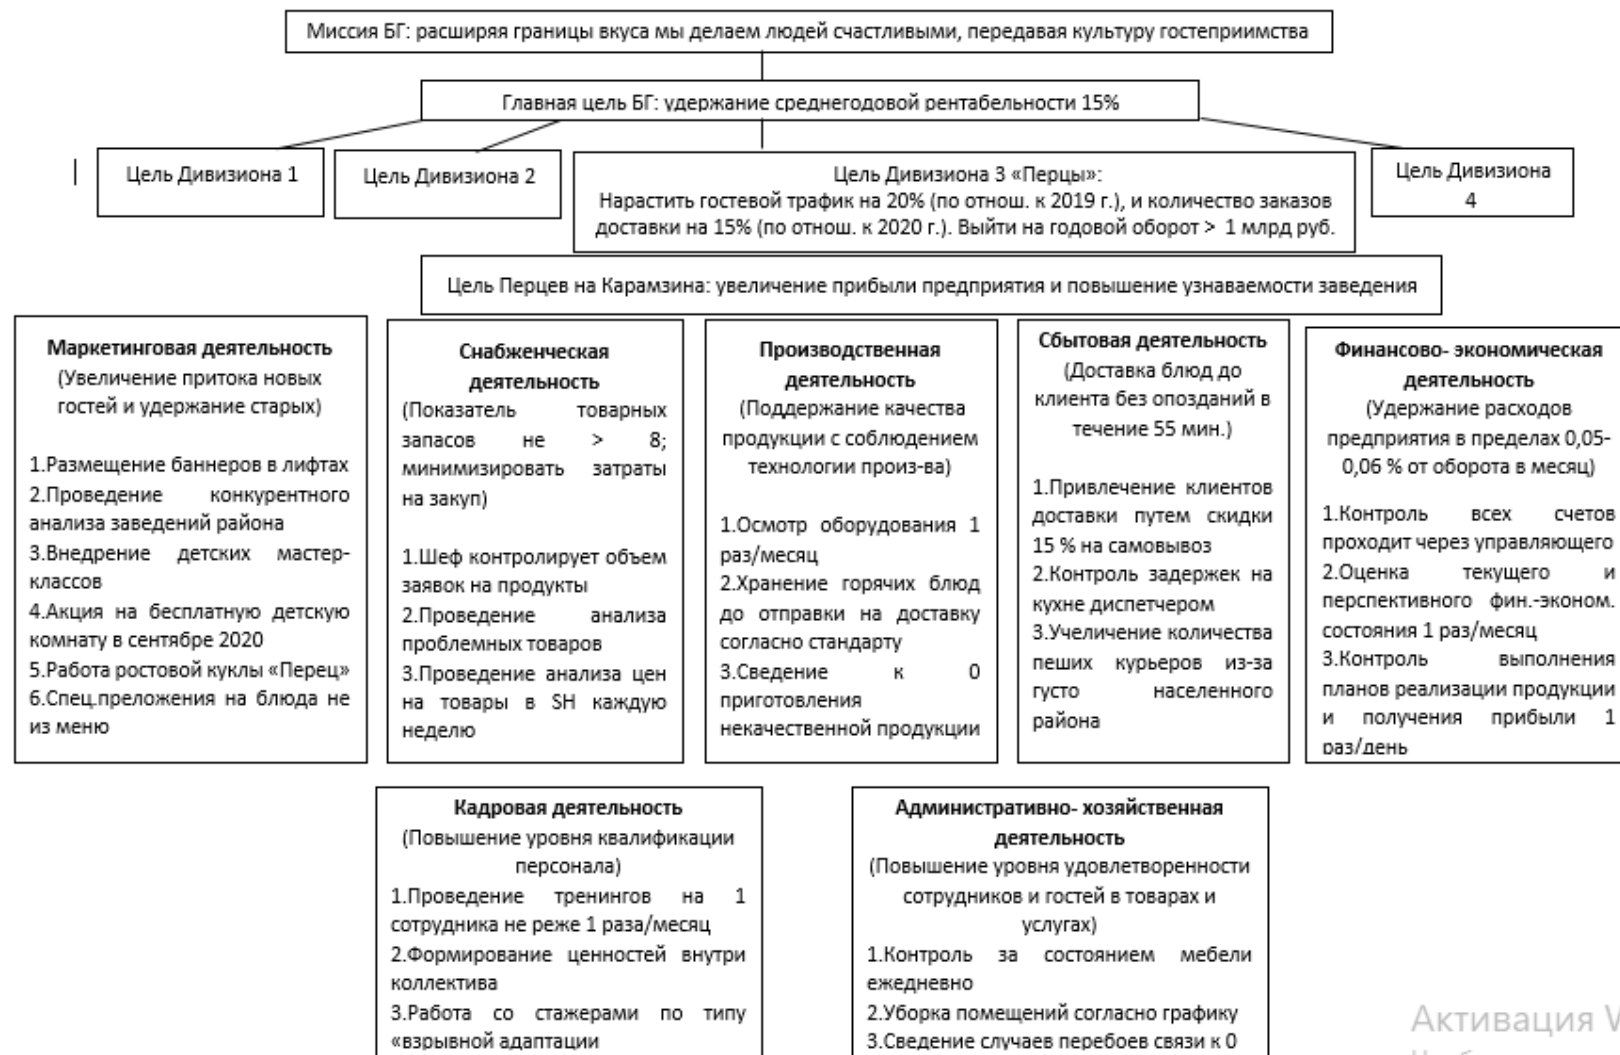 Миссия БГ: расширяя границы вкуса мы делаем людей счастливыми, передавая культуру гостеприимства
Главная цель БГ: удержание среднегодовой рентабельности 15%
Цель Дивизиона 1
Цель Дивизиона 2
Цель Дивизиона 3 «Перцы»:
Нарастить гостевой трафик на 20% (по отнош. к 2019 г.), и количество заказов
доставки на 15% (по отнош. к 2020 г.). Выйти на годовой оборот > 1 млрд руб.
Цель Дивизиона
4
Цель Перцев на Карамзина: увеличение прибыли предприятия и повышение узнаваемости заведения
Маркетинговая деятельность
(Увеличение притока новых
гостей и удержание старых)
1.Размещение баннеров в лифтах
2.Проведение конкурентного
анализа заведений района
3.Внедрение детских мастер-
классов
4.Акция на бесплатную детскую
комнату в сентябре 2020
5.Работа ростовой куклы «Перец»
6.Спец.преложения на блюда не
из меню
Снабженческая
деятельность
(Показатель товарных
запасов не > 8;
минимизировать затраты
на закуп)
1.Шеф контролирует объем
заявок на продукты
2.Проведение анализа
проблемных товаров
3.Проведение анализа цен
на товары в SH каждую
неделю
Производственная
деятельность
(Поддержание качества
продукции с соблюдением
технологии произ-ва)
1.Осмотр оборудования 1
раз/месяц
2.Хранение горячих блюд
до отправки на доставку
согласно стандарту
3.Сведение к 0
приготовления
некачественной продукции
Сбытовая деятельность
(Доставка блюд до
клиента без опозданий в
течение 55 мин.)
1.Привлечение клиентов
доставки путем скидки
15 % на самовывоз
2.Контроль задержек на
кухне диспетчером
3.Учеличение количества
пеших курьеров из-за
густо населенного
района
Финансово- экономическая
деятельность
(Удержание расходов
предприятия в пределах 0,05-
0,06 % от оборота в месяц)
1.Контроль всех счетов
проходит через управляющего
2.Оценка текущего и
перспективного фин.-эконом.
состояния 1 раз/месяц
3.Контроль выполнения
планов реализации продукции
и получения прибыли 1
раз/день
Кадровая деятельность
(Повышение уровня квалификации
персонала)
1.Проведение тренингов на 1
сотрудника не реже 1 раза/месяц
2.Формирование ценностей внутри
коллектива
3.Работа со стажерами по типу
«взрывной адаптации
Административно- хозяйственная
деятельность
(Повышение уровня удовлетворенности
сотрудников и гостей в товарах и
услугах)
1.Контроль за состоянием мебели
ежедневно
2.Уборка помещений согласно графику
3.Сведение случаев перебоев связи к 0
Активация